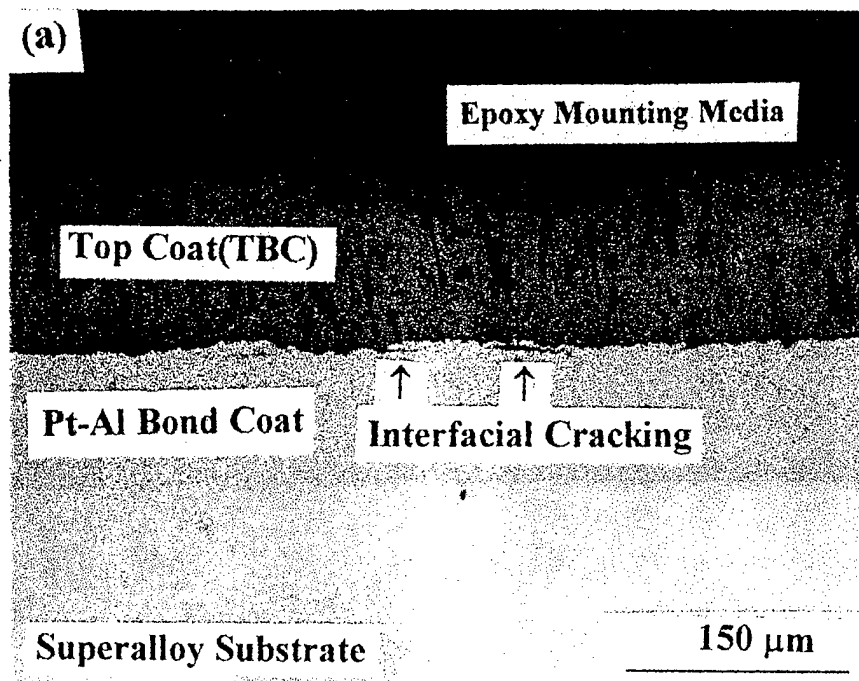 (a)
Epoxy Mounting Media
Top Coat(TBC)
Pt-Al Bond Coat
Interfacial Cracking
Superalloy Substrate
150 μm